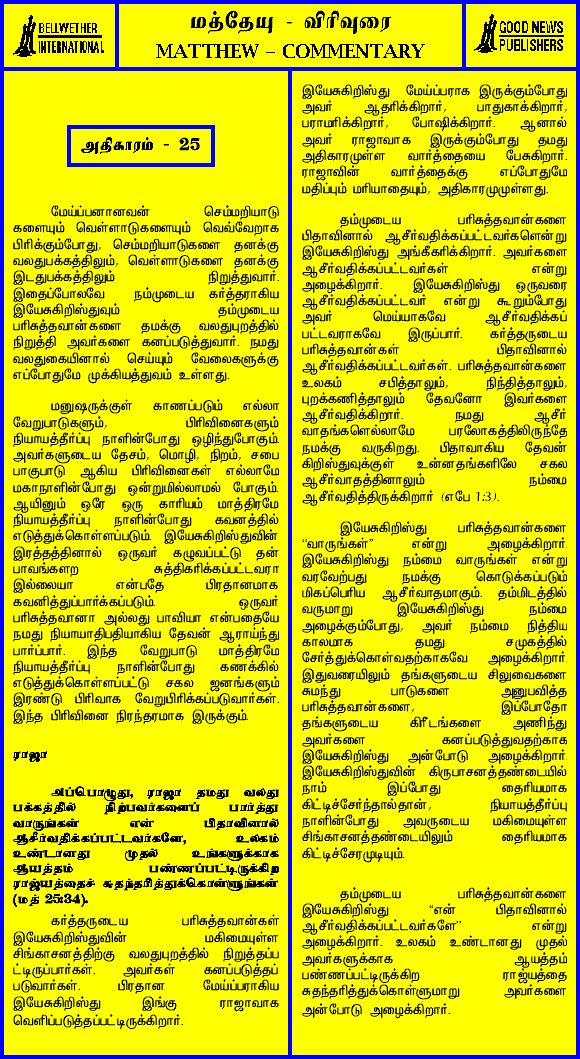 BELLWETHER
INTERNATIONAL
மத்தேயு - விரிவுரை
MATTHEW – COMMENTARY
GOOD NEWS
PUBLISHERS
அதிகாரம் - 25
மேய்ப்பனானவன் செம்மறியாடு
களையும் வெள்ளாடுகளையும் வெவ்வேறாக
பிரிக்கும்போது, செம்மறியாடுகளை தனக்கு
வலதுபக்கத்திலும், வெள்ளாடுகளை தனக்கு
இடதுபக்கத்திலும் நிறுத்துவார்.
இதைப்போலவே நம்முடைய கர்த்தராகிய
இயேசுகிறிஸ்துவும் தம்முடைய
பரிசுத்தவான்களை தமக்கு வலதுபுறத்தில்
நிறுத்தி அவர்களை கனப்படுத்துவார். நமது
வலதுகையினால் செய்யும் வேலைகளுக்கு
எப்போதுமே முக்கியத்துவம் உள்ளது.
மனுஷருக்குள் காணப்படும் எல்லா
வேறுபாடுகளும், பிரிவினைகளும்
நியாயத்தீர்ப்பு நாளின்போது ஒழிந்துபோகும்.
அவர்களுடைய தேசம், மொழி, நிறம், சபை
பாகுபாடு ஆகிய பிரிவினைகள் எல்லாமே
மகாநாளின்போது ஒன்றுமில்லாமல் போகும்.
ஆயினும் ஒரே ஒரு காரியம் மாத்திரமே
நியாயத்தீர்ப்பு நாளின்போது கவனத்தில்
எடுத்துக்கொள்ளப்படும். இயேசுகிறிஸ்துவின்
இரத்தத்தினால் ஒருவர் கழுவப்பட்டு தன்
பாவங்களற சுத்திகரிக்கப்பட்டவரா
இல்லையா என்பதே பிரதானமாக
கவனித்துப்பார்க்கப்படும். ஒருவர்
பரிசுத்தவானா அல்லது பாவியா என்பதையே
நமது நியாயாதிபதியாகிய தேவன் ஆராய்ந்து
பார்ப்பார். இந்த வேறுபாடு மாத்திரமே
நியாயத்தீர்ப்பு நாளின்போது கணக்கில்
எடுத்துக்கொள்ளப்பட்டு சகல ஜனங்களும்
இரண்டு பிரிவாக வேறுபிரிக்கப்படுவார்கள்.
இந்த பிரிவினை நிரந்தரமாக இருக்கும்.
ராஜா
அப்பொழுது, ராஜா தமது வலது
பக்கத்தில் நிற்பவர்களைப் பார்த்து
வாருங்கள் என் பிதாவினால்
ஆசீர்வதிக்கப்பட்டவர்களே, உலகம்
உண்டானது முதல் உங்களுக்காக
ஆயத்தம் பண்ணப்பட்டிருக்கிற
ராஜ்யத்தைச் சுதந்தரித்துக்கொள்ளுங்கள்
(மத் 25:34).
கர்த்தருடைய பரிசுத்தவான்கள்
இயேசுகிறிஸ்துவின் மகிமையுள்ள
சிங்காசனத்திற்கு வலதுபுறத்தில் நிறுத்தப்ப
ட்டிருப்பார்கள். அவர்கள் கனப்படுத்தப்
படுவார்கள். பிரதான மேய்ப்பராகிய
இயேசுகிறிஸ்து இங்கு ராஜாவாக
வெளிப்படுத்தப்பட்டிருக்கிறார்.
இயேசுகிறிஸ்து மேய்ப்பராக இருக்கும்போது
அவர் ஆதரிக்கிறார், பாதுகாக்கிறார்,
பராமரிக்கிறார், போஷிக்கிறார். ஆனால்
அவர் ராஜாவாக இருக்கும்போது தமது
அதிகாரமுள்ள வார்த்தையை பேசுகிறார்.
ராஜாவின் வார்த்தைக்கு எப்போதுமே
மதிப்பும் மரியாதையும், அதிகாரமுமுள்ளது.
தம்முடைய பரிசுத்தவான்களை
பிதாவினால் ஆசீர்வதிக்கப்பட்டவர்களென்று
இயேசுகிறிஸ்து அங்கீகரிக்கிறார். அவர்களை
ஆசீர்வதிக்கப்பட்டவர்கள் என்று
அழைக்கிறார். இயேசுகிறிஸ்து ஒருவரை
ஆசீர்வதிக்கப்பட்டவர் என்று கூறும்போது
அவர் மெய்யாகவே ஆசீர்வதிக்கப்
பட்டவராகவே இருப்பார். கர்த்தருடைய
பரிசுத்தவான்கள் பிதாவினால்
ஆசீர்வதிக்கப்பட்டவர்கள். பரிசுத்தவான்களை
உலகம் சபித்தாலும், நிந்தித்தாலும்,
புறக்கணித்தாலும் தேவனோ இவர்களை
ஆசீர்வதிக்கிறார். நமது ஆசீர்
வாதங்களெல்லாமே பரலோகத்திலிருந்தே
நமக்கு வருகிறது. பிதாவாகிய தேவன்
கிறிஸ்துவுக்குள் உன்னதங்களிலே சகல
ஆசீர்வாதத்தினாலும் நம்மை
ஆசீர்வதித்திருக்கிறார் (எபே 1:3).
இயேசுகிறிஸ்து பரிசுத்தவான்களை
“வாருங்கள்” என்று அழைக்கிறார்.
இயேசுகிறிஸ்து நம்மை வாருங்கள் என்று
வரவேற்பது நமக்கு கொடுக்கப்படும்
மிகப்பெரிய ஆசீர்வாதமாகும். தம்மிடத்தில்
வருமாறு இயேசுகிறிஸ்து நம்மை
அழைக்கும்போது, அவர் நம்மை நித்திய
காலமாக தமது சமுகத்தில்
சேர்த்துக்கொள்வதற்காகவே அழைக்கிறார்.
இதுவரையிலும் தங்களுடைய சிலுவைகளை
சுமந்து பாடுகளை அனுபவித்த
பரிசுத்தவான்களை, இப்போதோ
தங்களுடைய கிரீடங்களை அணிந்து
அவர்களை கனப்படுத்துவதற்காக
இயேசுகிறிஸ்து அன்போடு அழைக்கிறார்.
இயேசுகிறிஸ்துவின் கிருபாசனத்தண்டையில்
நாம் இப்போது தைரியமாக
கிட்டிச்சேர்ந்தால்தான், நியாயத்தீர்ப்பு
நாளின்போது அவருடைய மகிமையுள்ள
சிங்காசனத்தண்டையிலும் தைரியமாக
கிட்டிச்சேரமுடியும்.
தம்முடைய பரிசுத்தவான்களை
இயேசுகிறிஸ்து “என் பிதாவினால்
ஆசீர்வதிக்கப்பட்டவர்களே” என்று
அழைக்கிறார். உலகம் உண்டானது முதல்
அவர்களுக்காக ஆயத்தம்
பண்ணப்பட்டிருக்கிற ராஜ்யத்தை
சுதந்தரித்துக்கொள்ளுமாறு அவர்களை
அன்போடு அழைக்கிறார்.